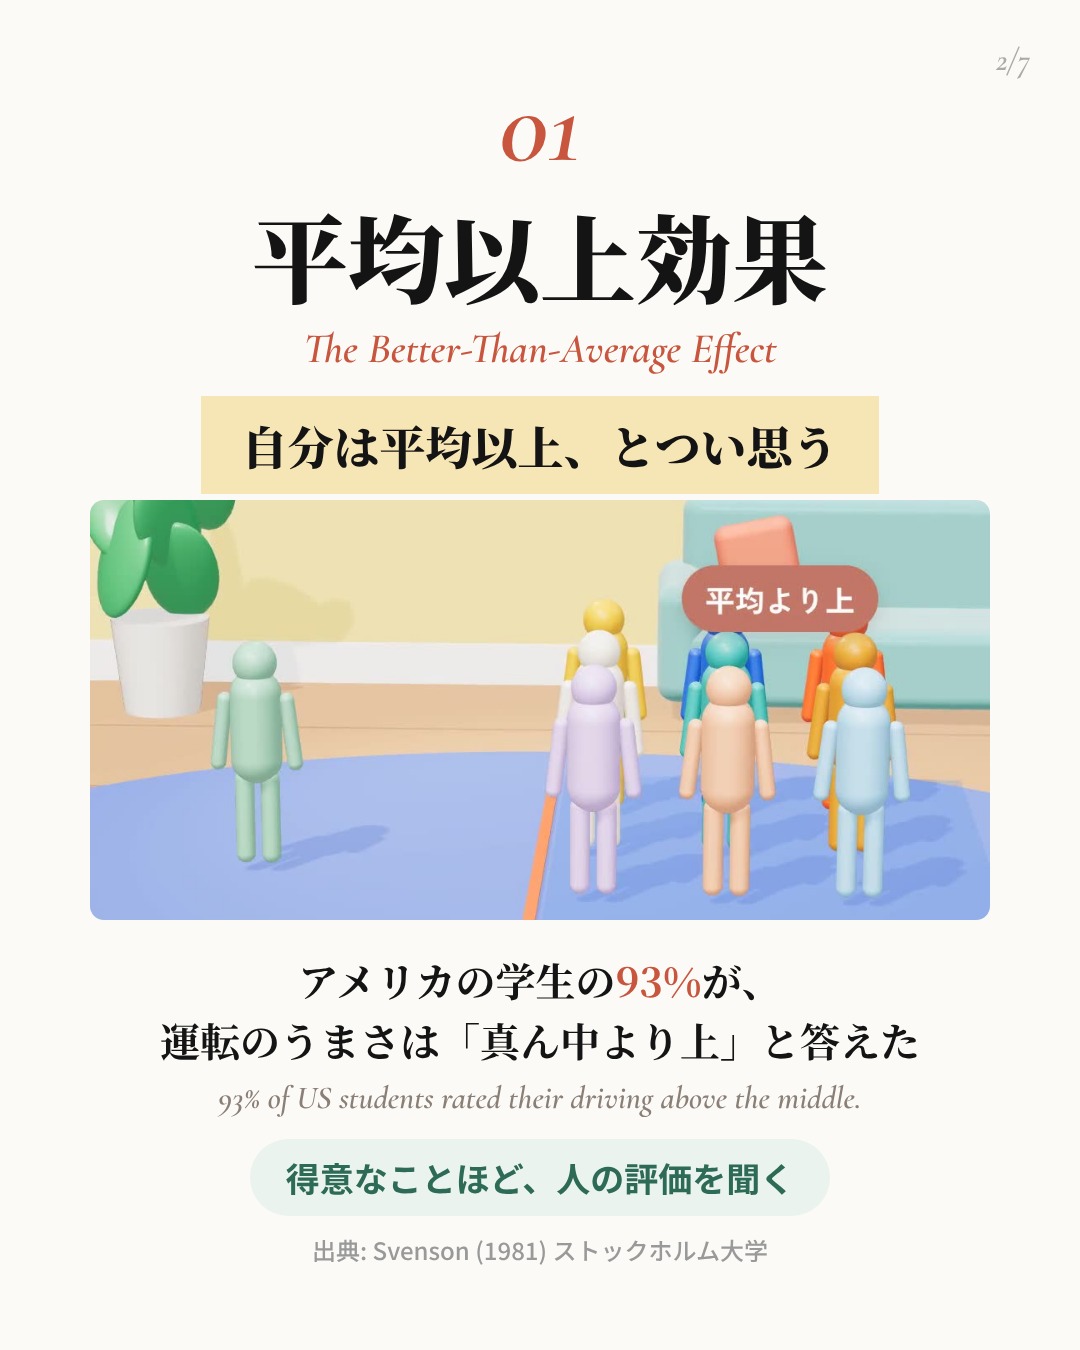 2/7
01
平均以上効果
The Better-Than-Average Effect
自分は平均以上、とつい思う
平均より上
アメリカの学生の93%が、
運転のうまさは「真ん中より上」と答えた
93% of US students rated their driving above the middle.
得意なことほど、人の評価を聞く
出典: Svenson (1981) ストックホルム大学